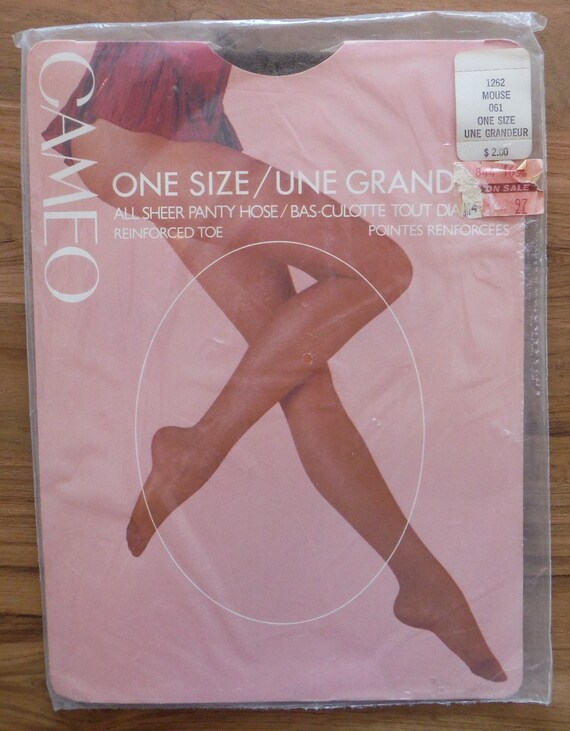 CAMEO
1262
MOUSE
061
ONE SIZE
UNE GRANDEUR
$ 2.00
ON SALE
97
ONE SIZE / UNE GRAND
ALL SHEER PANTY HOSE / BAS-CULOTTE TOUT DIA
REINFORCED TOE
POINTES RENFORCEES